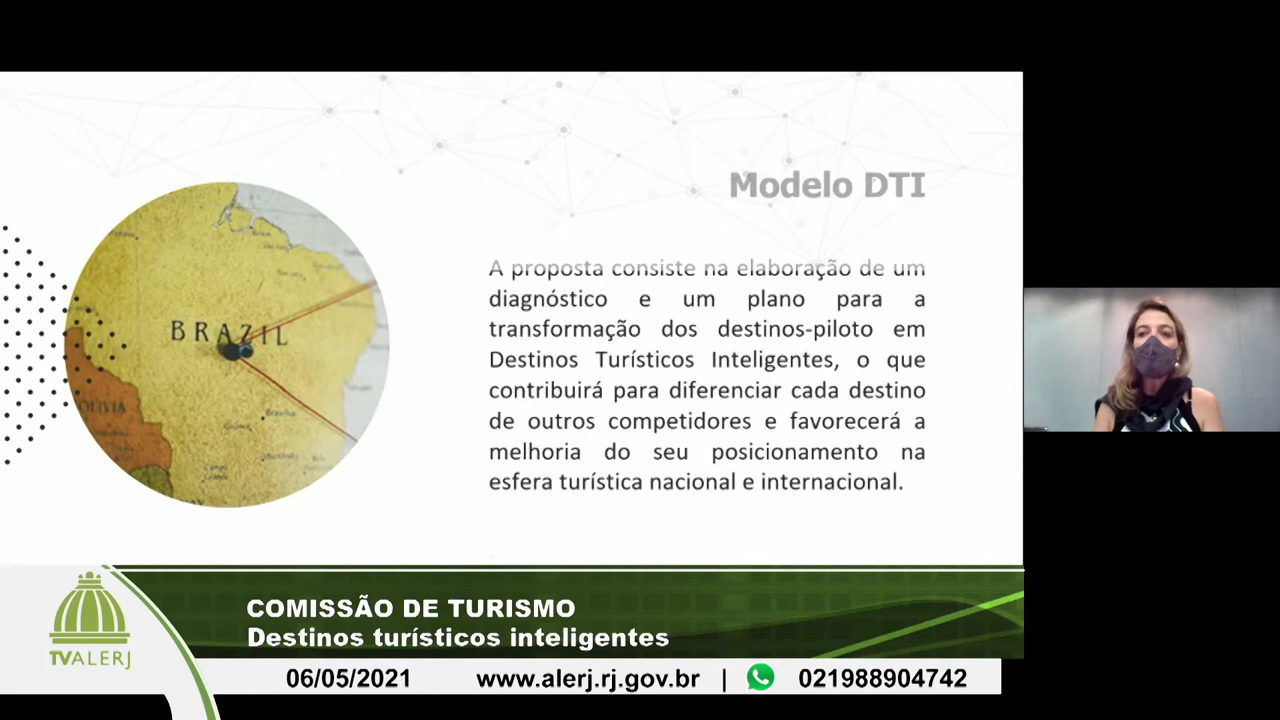 Modelo DTI
A proposta consiste na elaboração de um
diagnóstico e um plano para a
transformação dos destinos-piloto em
Destinos Turísticos Inteligentes, o que
contribuirá para diferenciar cada destino
de outros competidores e favorecerá a
melhoria do seu posicionamento na
esfera turística nacional e internacional.
BRAZIL
OLIVIA
Brasilia
COMISSÃO DE TURISMO
Destinos turísticos inteligentes
TVALERJ
06/05/2021 www.alerj.rj.gov.br | 021988904742